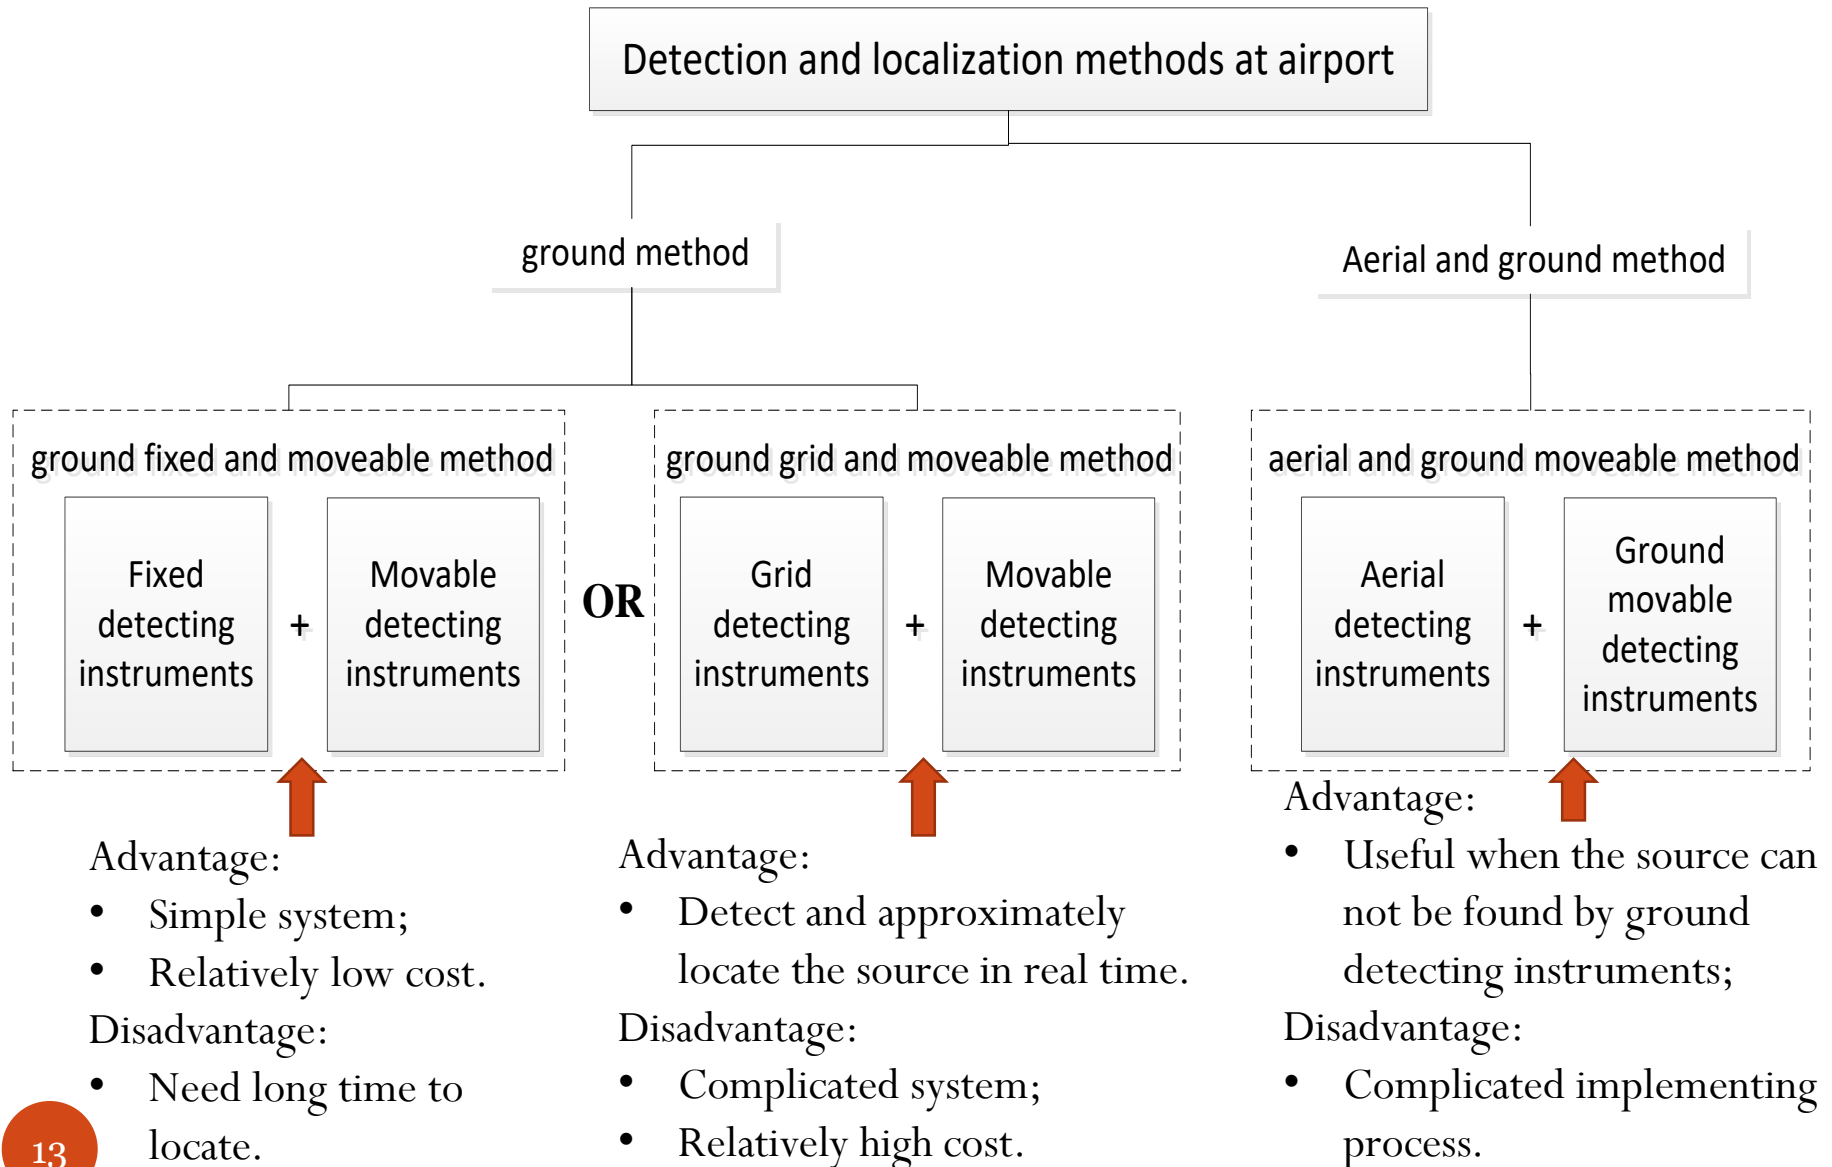 Detection and localization methods at airport
ground method
Aerial and ground method
ground fixed and moveable method
Fixed
detecting
instruments
+
Movable
detecting
instruments
OR
ground grid and moveable method
Grid
detecting
instruments
+
Movable
detecting
instruments
aerial and ground moveable method
Aerial
detecting
instruments
+
Ground
movable
detecting
instruments
Advantage:
• Simple system;
• Relatively low cost.
Disadvantage:
• Need long time to
locate.
Advantage:
• Detect and approximately
locate the source in real time.
Disadvantage:
• Complicated system;
• Relatively high cost.
Advantage:
• Useful when the source can
not be found by ground
detecting instruments;
Disadvantage:
• Complicated implementing
process.
13